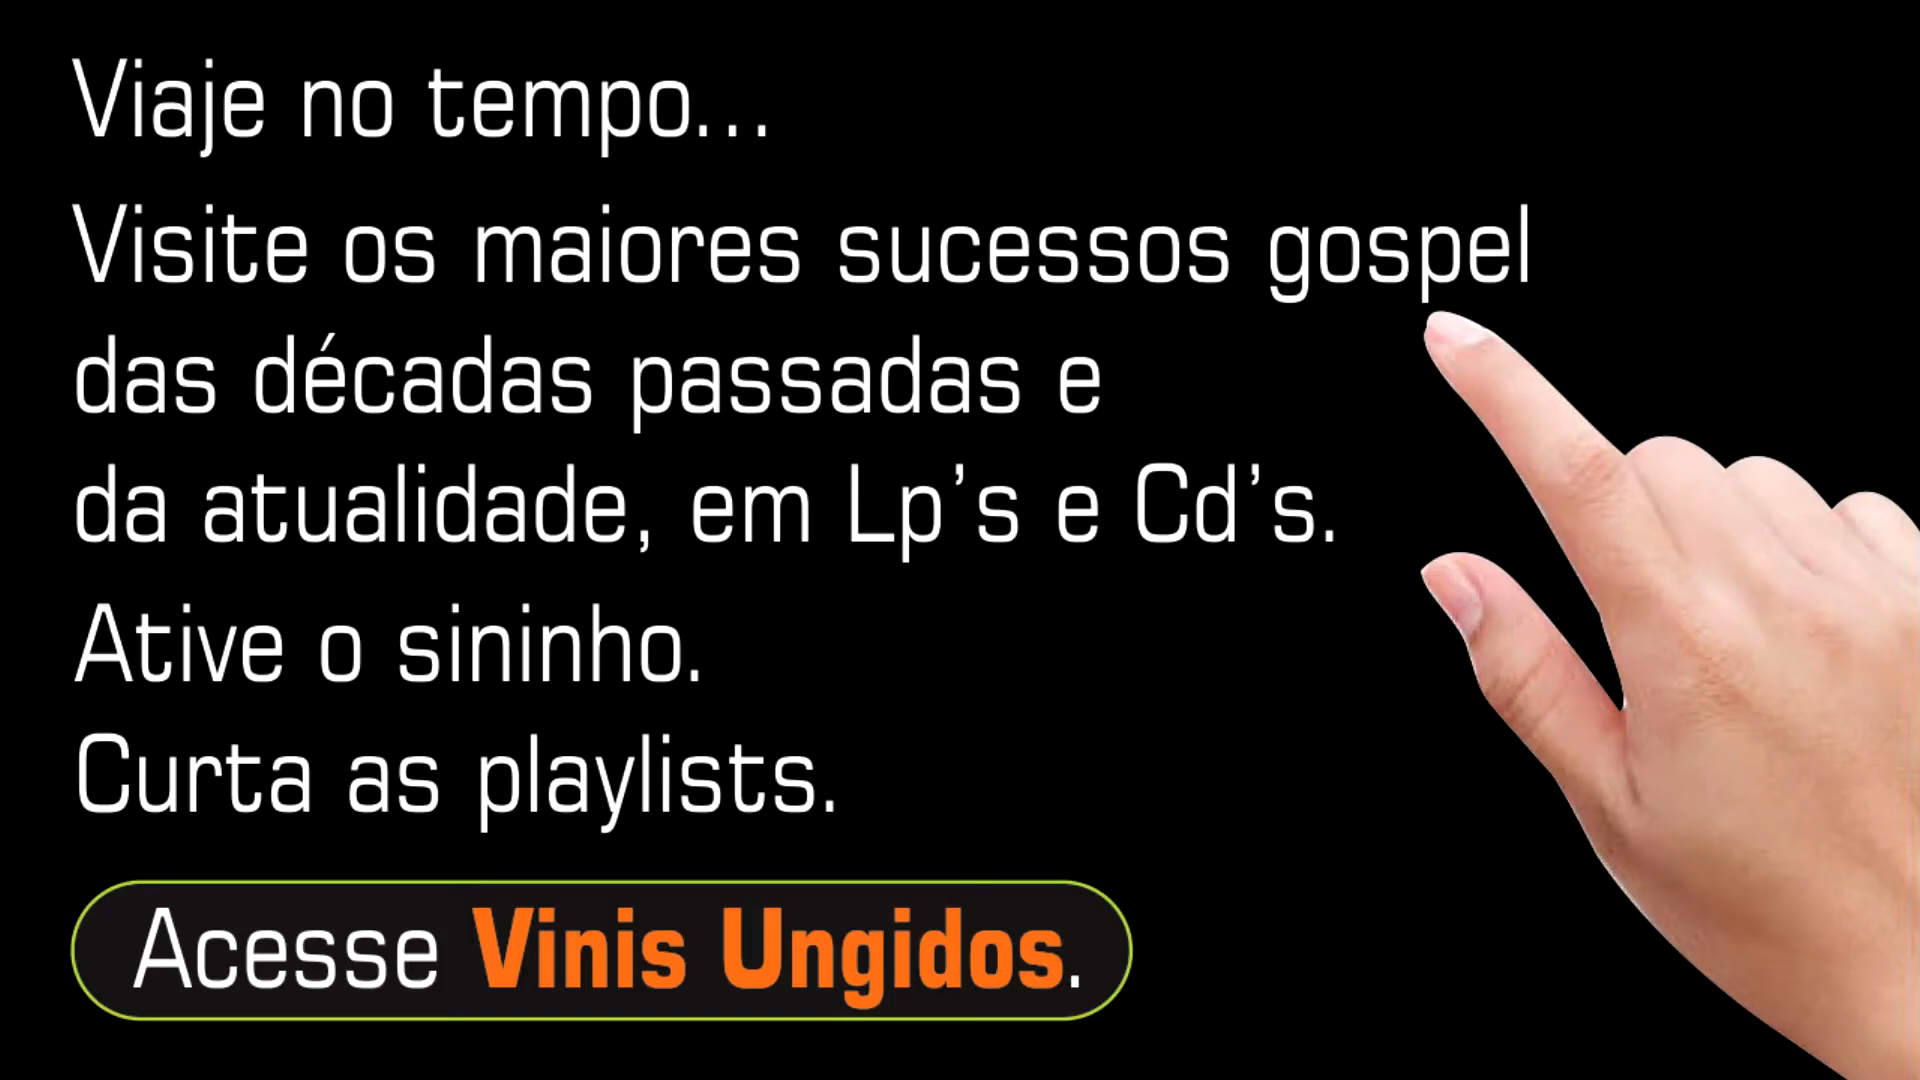 Viaje no tempo...
Visite os maiores sucessos gospel
das décadas passadas e
da atualidade, em Lp’s e Cd’s.
Ative o sininho.
Curta as playlists.
Acesse Vinis Ungidos.